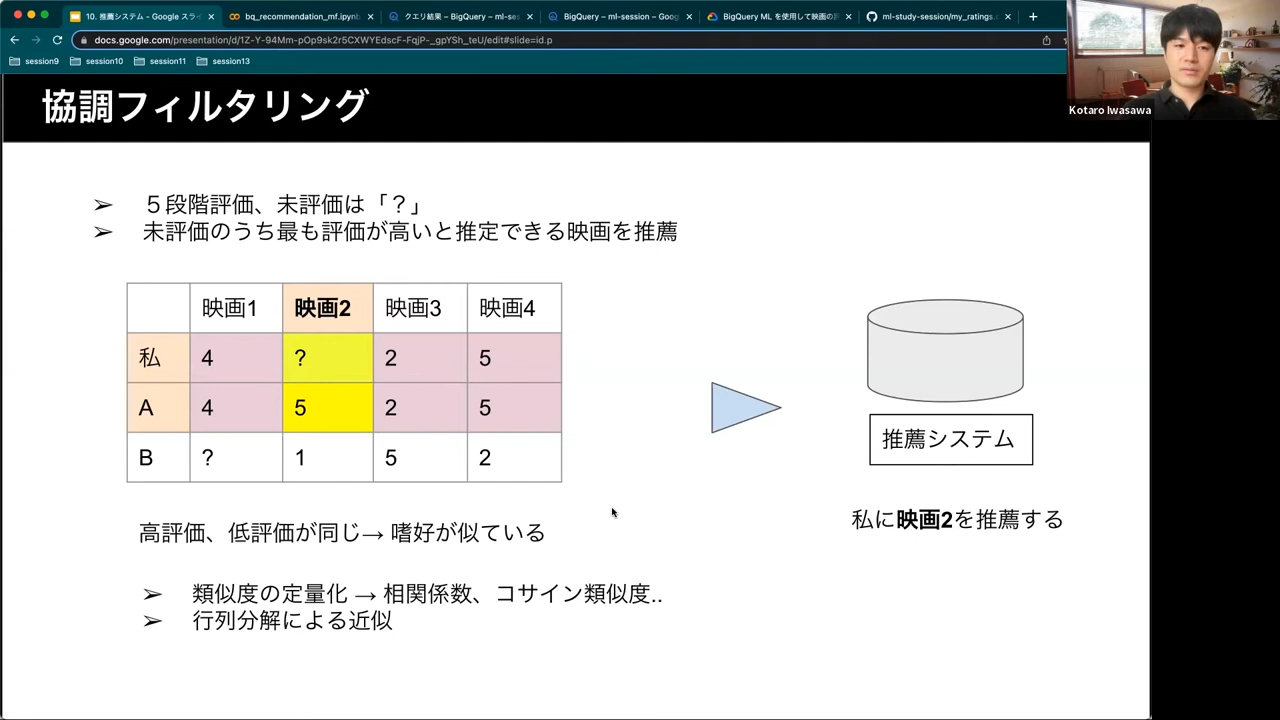 10. 推薦システム - Google スライ
bq_recommendation_mf.ipynb
クエリ結果 – BigQuery – ml-ses
BigQuery – ml-session – Goog
BigQuery ML を使用して映画の評
ml-study-session/my_ratings.c
docs.google.com/presentation/d/1Z-Y-94Mm-pOp9sk2r5CXWYEdscF-FqjP-_gpYSh_teU/edit#slide=id.p
session9 session10 session11 session13
Kotaro Iwasawa
協調フィルタリング
➢ 5段階評価、未評価は「？」
➢ 未評価のうち最も評価が高いと推定できる映画を推薦
映画1 映画2 映画3 映画4
私 4 ? 2 5
A 4 5 2 5
B ? 1 5 2
推薦システム
私に映画2を推薦する
高評価、低評価が同じ→ 嗜好が似ている
➢ 類似度の定量化 → 相関係数、コサイン類似度..
➢ 行列分解による近似